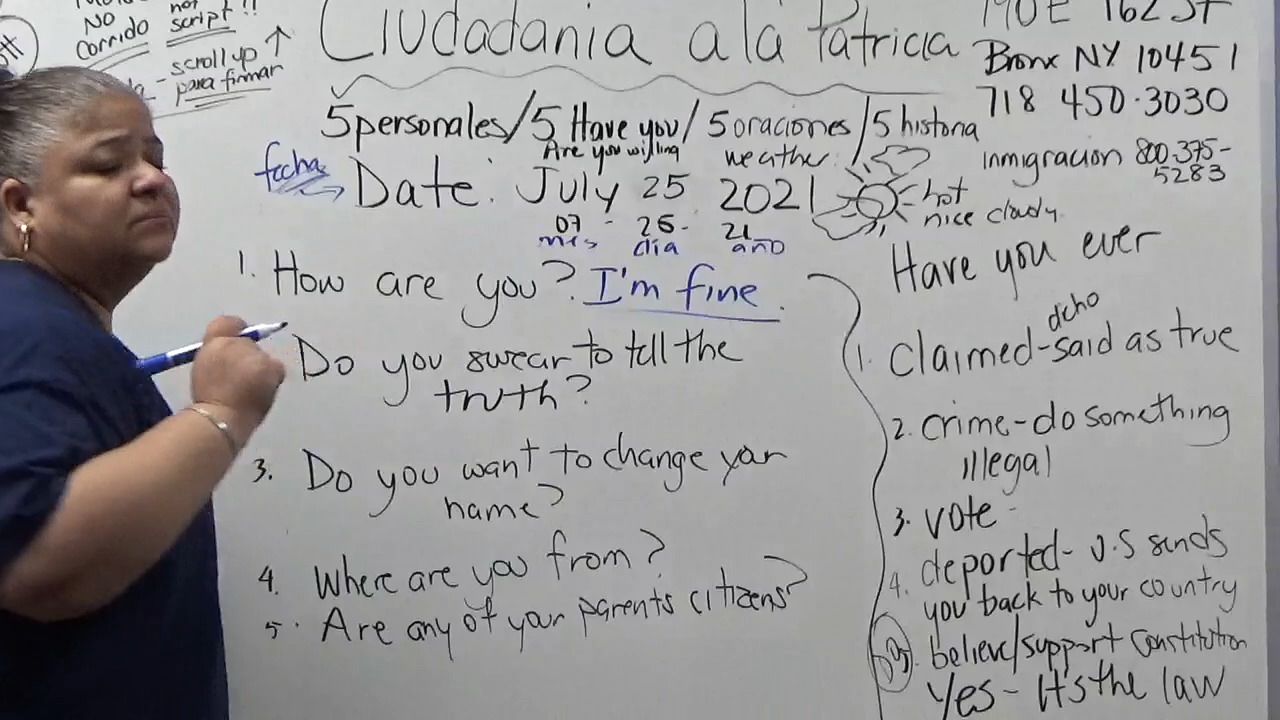 not
NO script!!
Corrido
scroll up ↑
para firmar
Ciudadania a la Patricia
190 E 162 St
Bronx NY 10451
718 450-3030
5 personales/5 Have you/5 oraciones/5 historia
Are you willing
weather:
inmigracion 800-375-
5283
fecha → Date: July 25 2021
hot
nice cloudy
07 - 25 - 21
mes dia año
1. How are you? I'm fine.
Do you swear to tell the
truth?
3. Do you want to change your
name?
4. Where are you from?
5. Are any of your parents citizens?
Have you ever
dcho
1. claimed-said as true
2. crime-do something
illegal
3. vote -
4. deported- U.S sends
you back to your country
believe/support constitution
Yes - It's the law